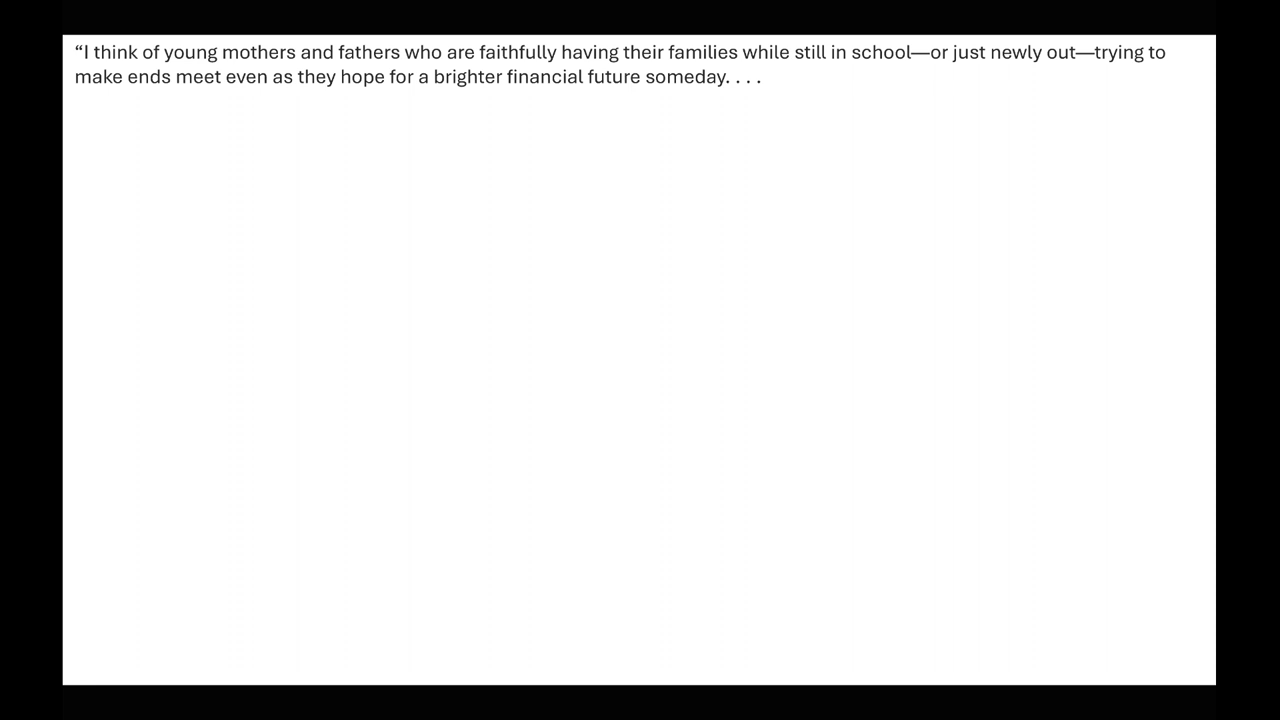 “I think of young mothers and fathers who are faithfully having their families while still in school—or just newly out—trying to
make ends meet even as they hope for a brighter financial future someday. . . .